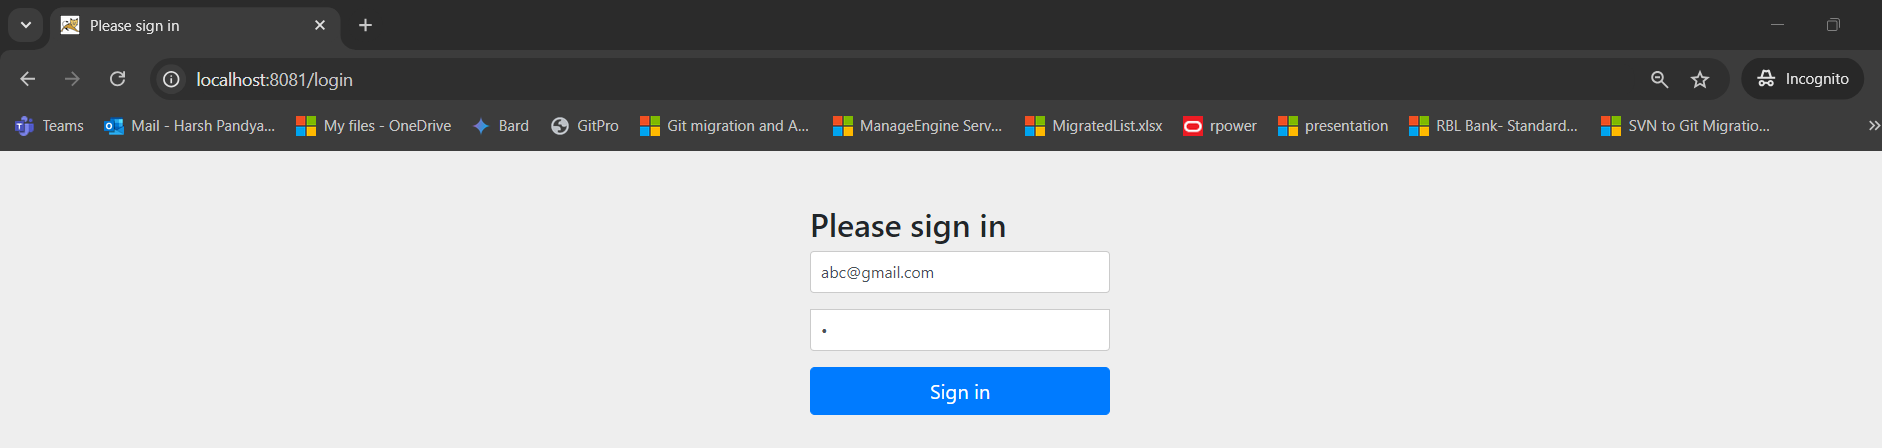 Please sign in
localhost:8081/login
Incognito
Teams
Mail - Harsh Pandya...
My files - OneDrive
Bard
GitPro
Git migration and A...
ManageEngine Serv...
MigratedList.xlsx
rpower
presentation
RBL Bank- Standard...
SVN to Git Migratio...
Please sign in
abc@gmail.com
•
Sign in